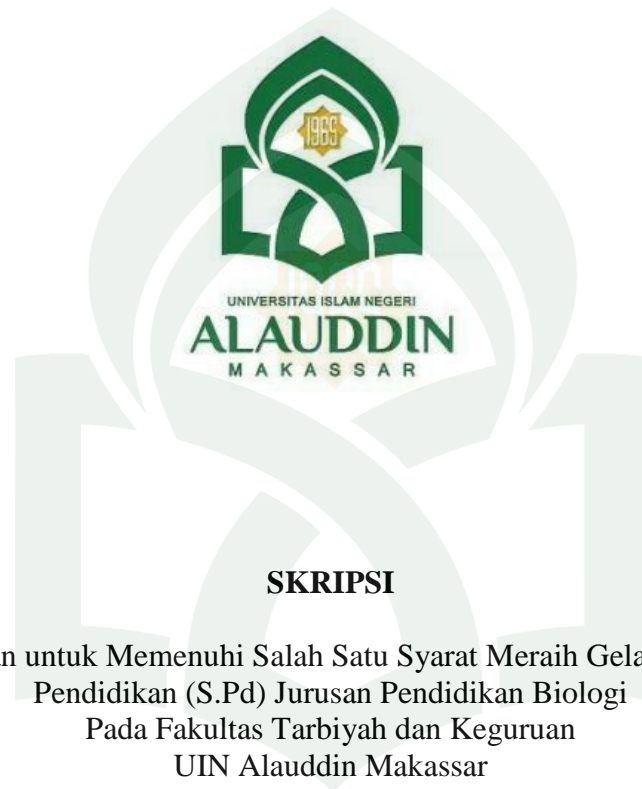 1965
UNIVERSITAS ISLAM NEGERI
ALAUDDIN
MAKASSAR
SKRIPSI
untuk Memenuhi Salah Satu Syarat Meraih
Pendidikan (S.Pd) Jurusan Pendidikan Biologi
Pada Fakultas Tarbiyah dan Keguruan
UIN Alauddin Makassar